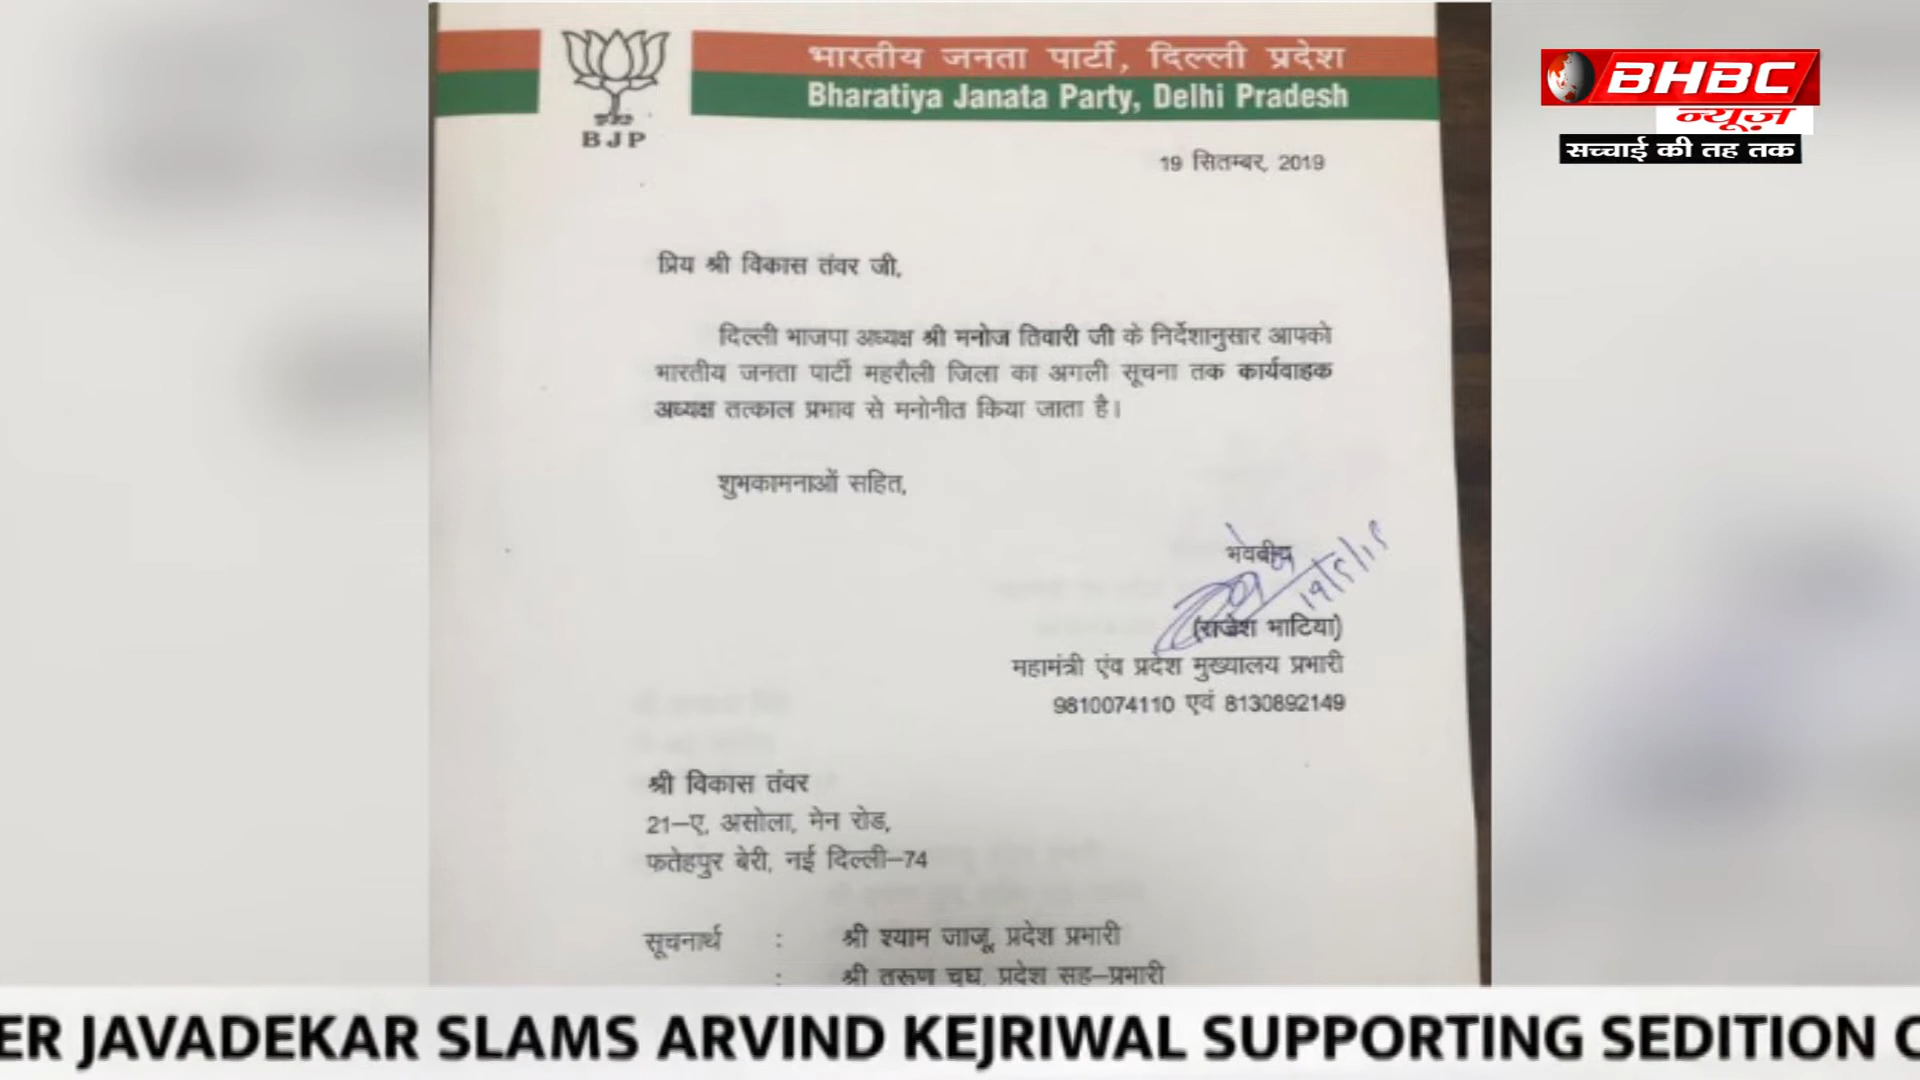 भारतीय जनता पार्टी, दिल्ली प्रदेश
Bharatiya Janata Party, Delhi Pradesh
BJP
BHBC
न्यूज़
सच्चाई की तह तक
19 सितम्बर, 2019
प्रिय श्री विकास तंवर जी,
दिल्ली भाजपा अध्यक्ष श्री मनोज तिवारी जी के निर्देशानुसार आपको
भारतीय जनता पार्टी महरौली जिला का अगली सूचना तक कार्यवाहक
अध्यक्ष तत्काल प्रभाव से मनोनीत किया जाता है।
शुभकामनाओं सहित,
भवदीय
(राजेश भाटिया)
महामंत्री एंव प्रदेश मुख्यालय प्रभारी
9810074110 एवं 8130892149
श्री विकास तंवर
21-ए, असोला, मेन रोड,
फतेहपुर बेरी, नई दिल्ली-74
सूचनार्थ : श्री श्याम जाजू, प्रदेश प्रभारी
: श्री तरूण चुघ, प्रदेश सह-प्रभारी
ER JAVADEKAR SLAMS ARVIND KEJRIWAL SUPPORTING SEDITION